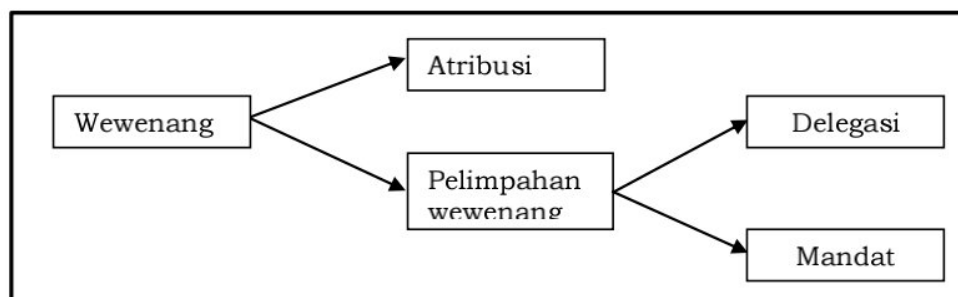 Atribusi
Wewenang
Delegasi
Pelimpahan
wewenang
Mandat